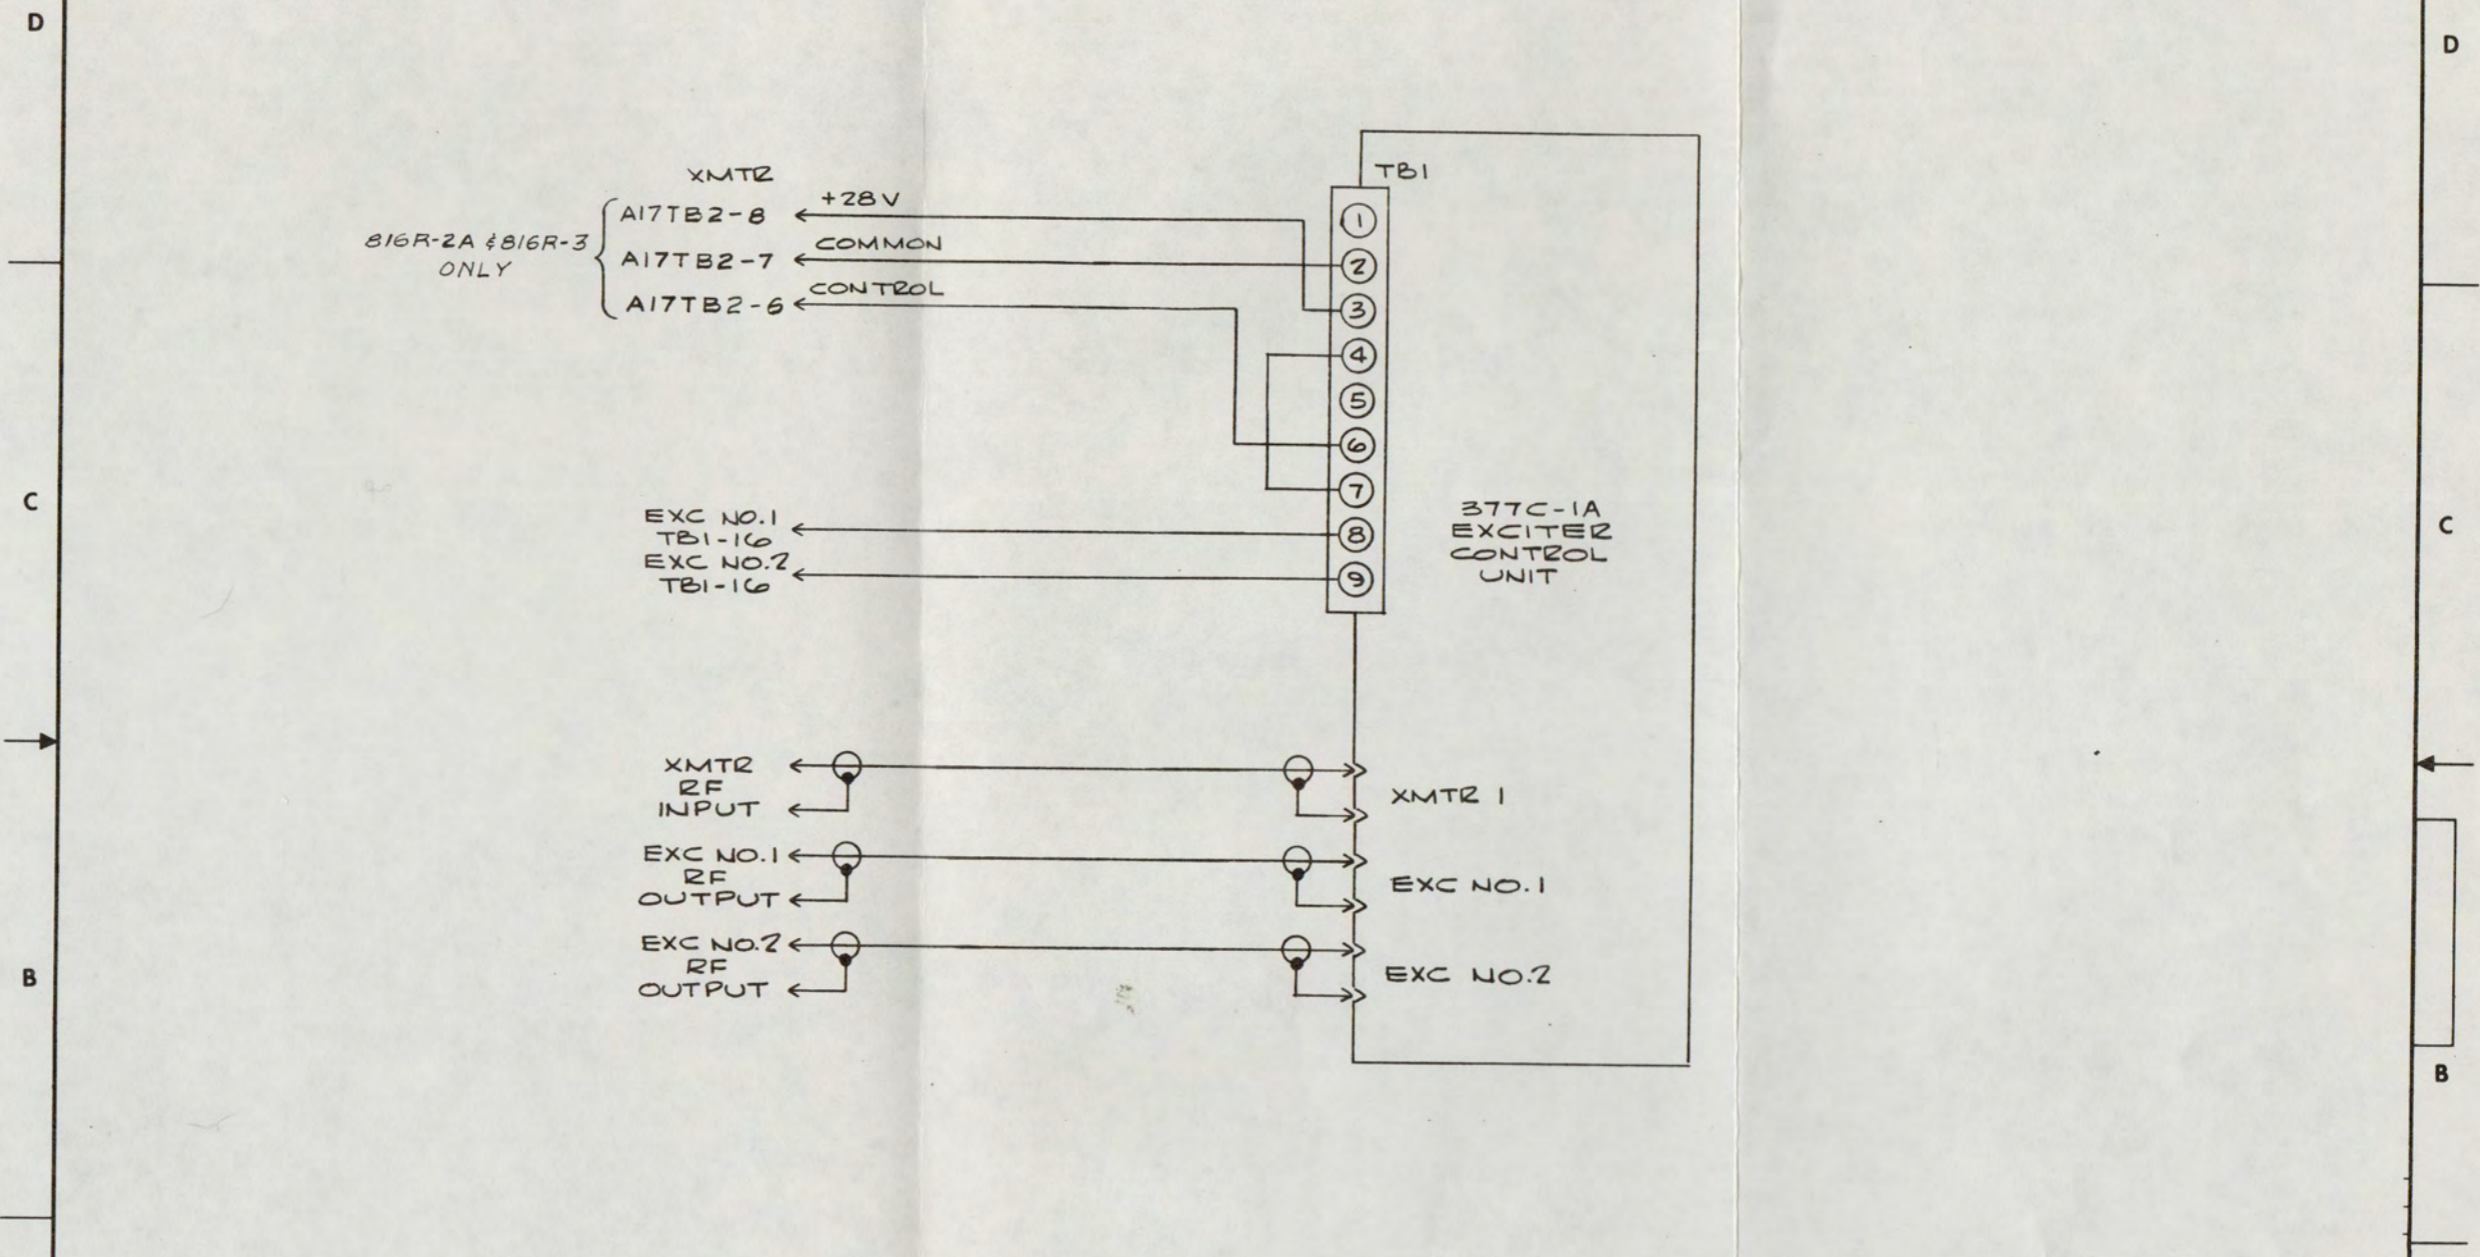 D
D
XMTR
TB1
A17TB2-8
+28V
816R-2A & 816R-3
ONLY
A17TB2-7
COMMON
A17TB2-6
CONTROL
1
2
3
4
5
6
7
8
9
C
C
EXC NO.1
TB1-16
EXC NO.2
TB1-16
377C-1A
EXCITER
CONTROL
UNIT
XMTR
RF
INPUT
XMTR 1
EXC NO.1
RF
OUTPUT
EXC NO.1
EXC NO.2
RF
OUTPUT
EXC NO.2
B
B